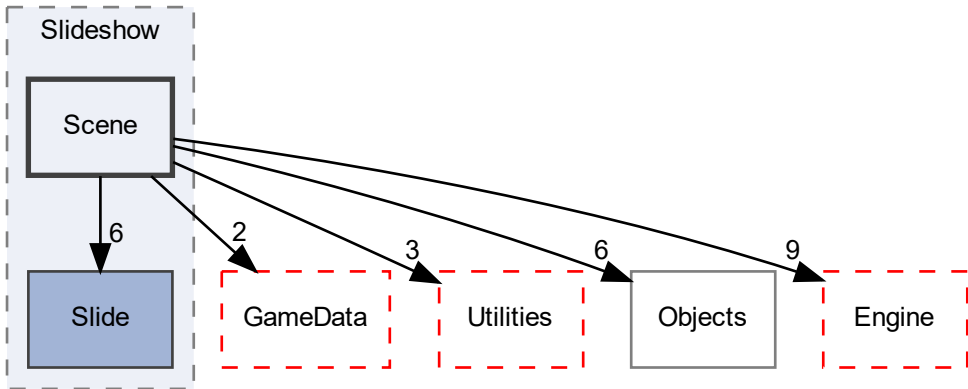 Slideshow
Scene
6
2
3
6
9
Slide
GameData
Utilities
Objects
Engine